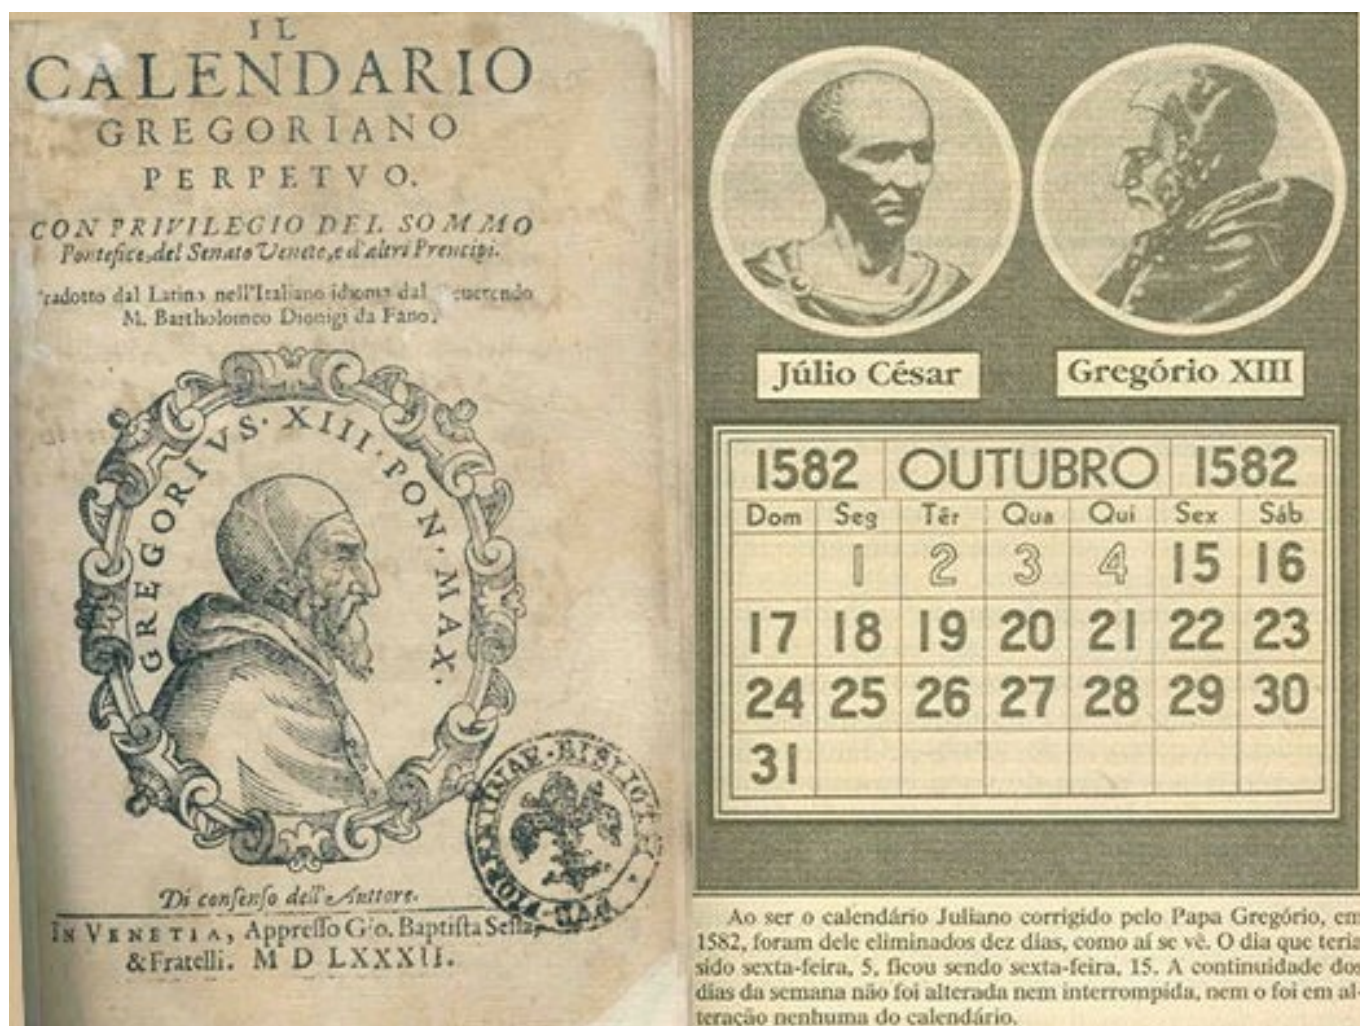 IL
CALENDARIO
GREGORIANO
PERPETVO.
CON PRIVILEGIO DEL SOMMO
Pontefice, del Senato Veneto, e d'altri Prencipi.
radotto dal Latino nell'Italiano idioma dal euerendo
M. Bartholomeo Dionigi da Fano.
GREGORIVS· XIII· PON· MAX.
BIBLIOT
Di consenso dell'Auttore.
IN VENETIA, Appresso Gio. Baptista Sessa,
& Fratelli. M D LXXXII.
Júlio César
Gregório XIII
1582 OUTUBRO 1582
Dom Seg Têr Qua Qui Sex Sáb
1 2 3 4 15 16
17 18 19 20 21 22 23
24 25 26 27 28 29 30
31
Ao ser o calendário Juliano corrigido pelo Papa Gregório, em
1582, foram dele eliminados dez dias, como aí se vê. O dia que teria
sido sexta-feira, 5, ficou sendo sexta-feira, 15. A continuidade dos
dias da semana não foi alterada nem interrompida, nem o foi em al-
teração nenhuma do calendário.